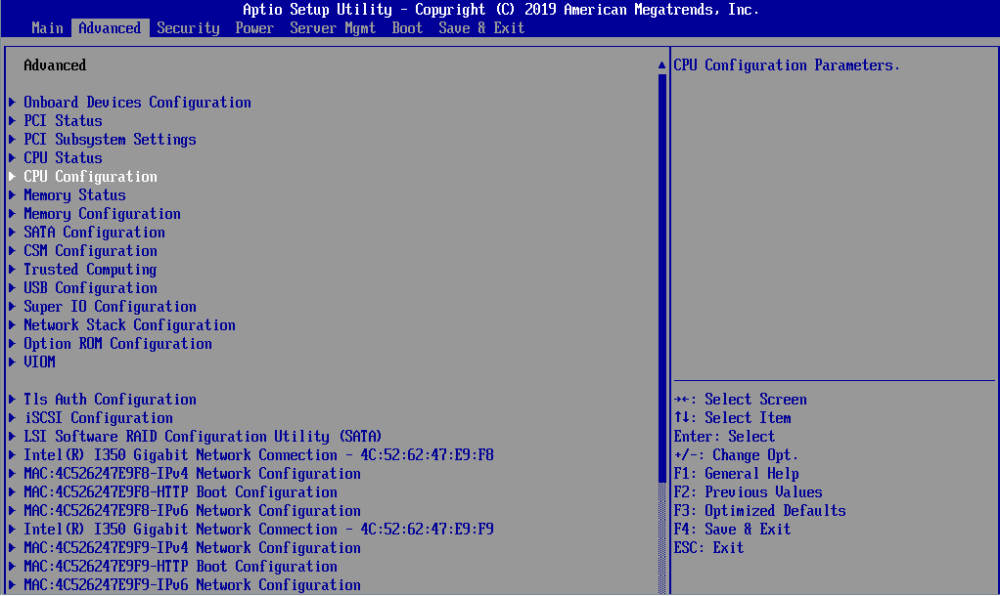 Aptio Setup Utility - Copyright (C) 2019 American Megatrends, Inc.
Main Advanced Security Power Server Mgmt Boot Save & Exit
Advanced
Onboard Devices Configuration
PCI Status
PCI Subsystem Settings
CPU Status
CPU Configuration
Memory Status
Memory Configuration
SATA Configuration
CSM Configuration
Trusted Computing
USB Configuration
Super IO Configuration
Network Stack Configuration
Option ROM Configuration
VIOM
Tls Auth Configuration
iSCSI Configuration
LSI Software RAID Configuration Utility (SATA)
Intel(R) I350 Gigabit Network Connection - 4C:52:62:47:E9:F8
MAC:4C526247E9F8-IPv4 Network Configuration
MAC:4C526247E9F8-HTTP Boot Configuration
MAC:4C526247E9F8-IPv6 Network Configuration
Intel(R) I350 Gigabit Network Connection - 4C:52:62:47:E9:F9
MAC:4C526247E9F9-IPv4 Network Configuration
MAC:4C526247E9F9-HTTP Boot Configuration
MAC:4C526247E9F9-IPv6 Network Configuration
CPU Configuration Parameters.
→←: Select Screen
↑↓: Select Item
Enter: Select
+/-: Change Opt.
F1: General Help
F2: Previous Values
F3: Optimized Defaults
F4: Save & Exit
ESC: Exit